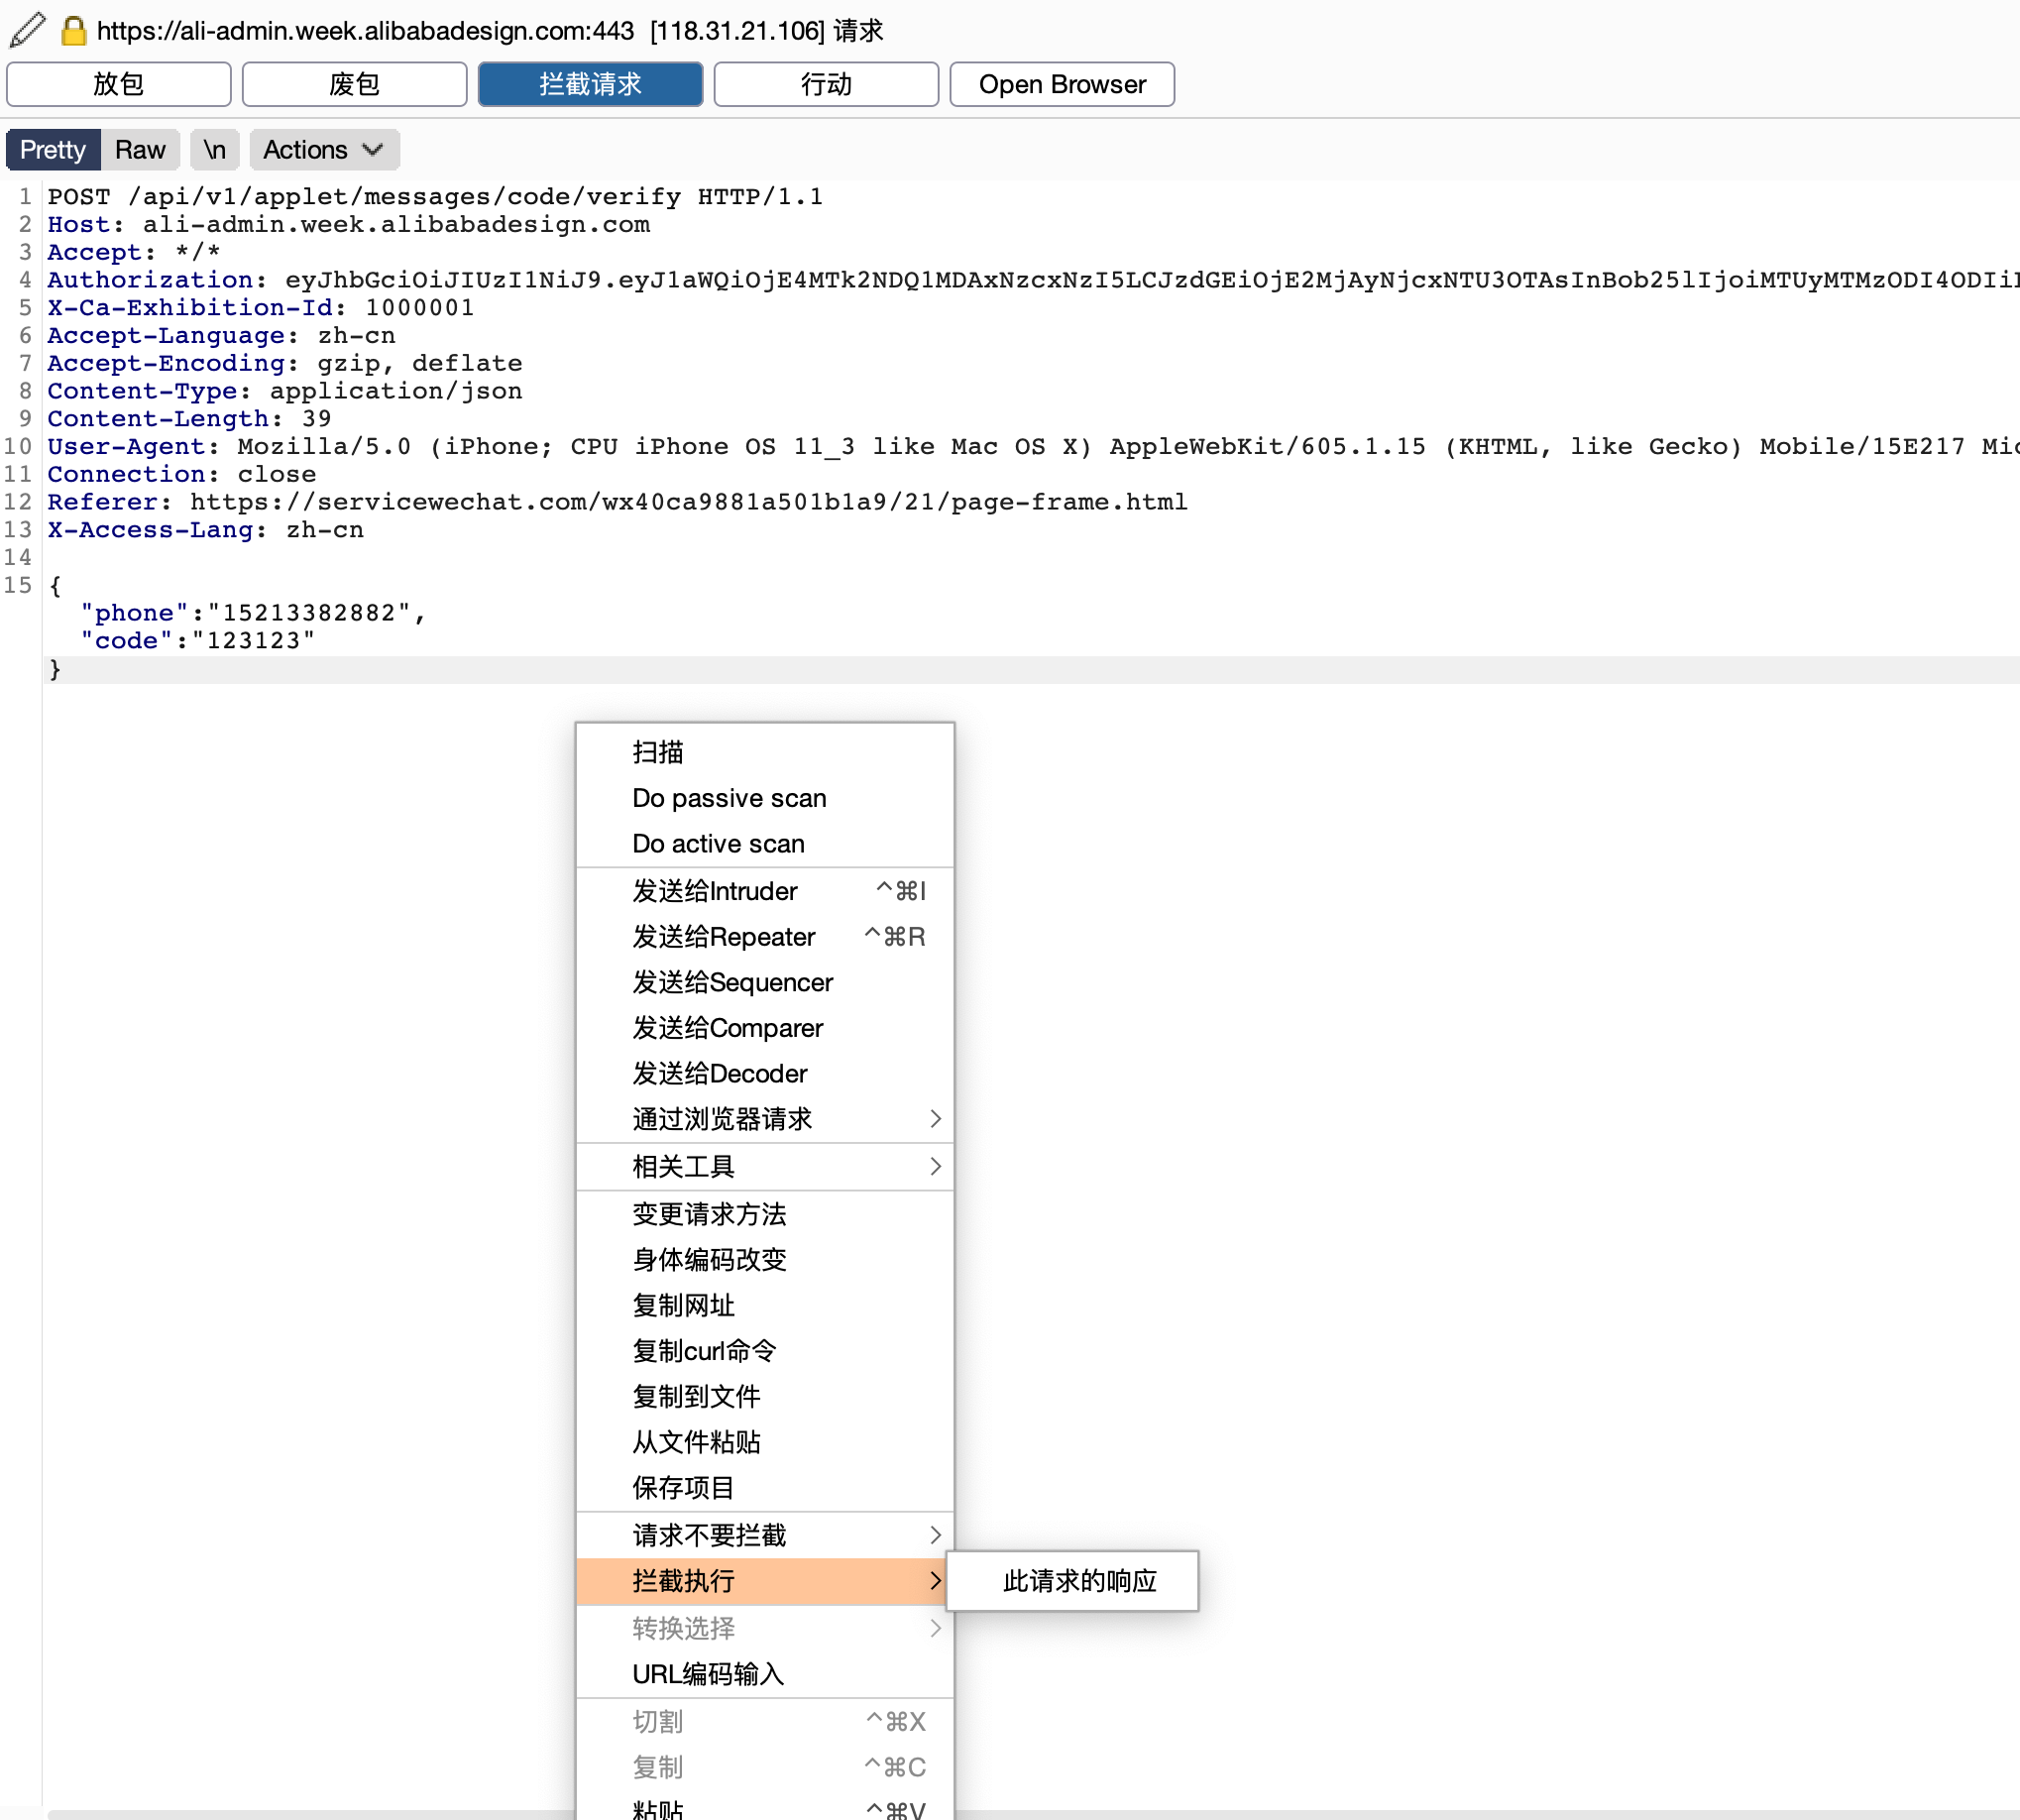 https://ali-admin.week.alibabadesign.com:443 [118.31.21.106] 请求
放包 废包 拦截请求 行动 Open Browser
Pretty Raw \n Actions
1 POST /api/v1/applet/messages/code/verify HTTP/1.1
2 Host: ali-admin.week.alibabadesign.com
3 Accept: */*
4 Authorization: eyJhbGciOiJIUzI1NiJ9.eyJ1aWQiOjE4MTk2NDQ1MDAxNzcxNzI5LCJzdGEiOjE2MjAyNjcxNTU3OTAsInBob25lIjoiMTUyMTMzODI4ODIi
5 X-Ca-Exhibition-Id: 1000001
6 Accept-Language: zh-cn
7 Accept-Encoding: gzip, deflate
8 Content-Type: application/json
9 Content-Length: 39
10 User-Agent: Mozilla/5.0 (iPhone; CPU iPhone OS 11_3 like Mac OS X) AppleWebKit/605.1.15 (KHTML, like Gecko) Mobile/15E217
11 Connection: close
12 Referer: https://servicewechat.com/wx40ca9881a501b1a9/21/page-frame.html
13 X-Access-Lang: zh-cn
14
15 {
"phone":"15213382882",
"code":"123123"
}
扫描
Do passive scan
Do active scan
发送给Intruder ^⌘I
发送给Repeater ^⌘R
发送给Sequencer
发送给Comparer
发送给Decoder
通过浏览器请求
相关工具
变更请求方法
身体编码改变
复制网址
复制curl命令
复制到文件
从文件粘贴
保存项目
请求不要拦截
拦截执行
此请求的响应
转换选择
URL编码输入
切割 ^⌘X
复制 ^⌘C
粘贴 ^⌘V